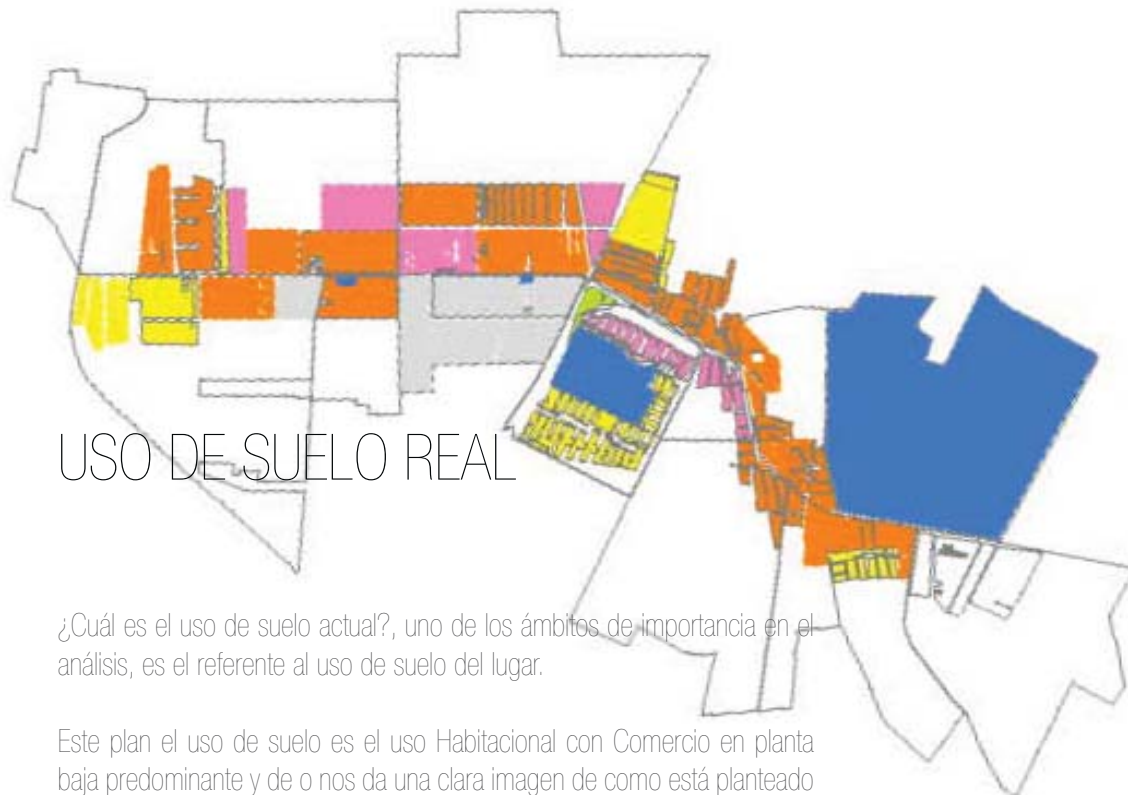 USO DE SUELO REAL
¿Cuál es el uso de suelo actual?, uno de los ámbitos de importancia en el
análisis, es el referente al uso de suelo del lugar.
Este plan el uso de suelo es el uso Habitacional con Comercio en planta
baja predominante y de o nos da una clara imagen de como está planteado